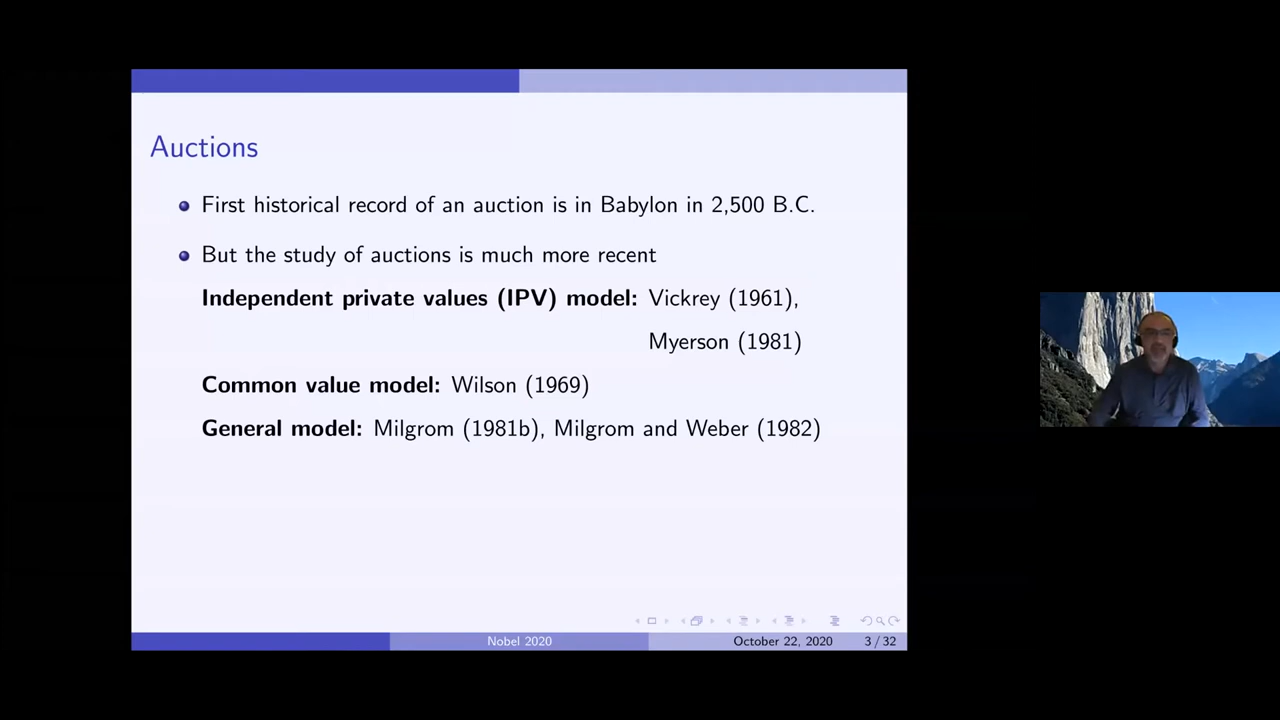 Auctions
First historical record of an auction is in Babylon in 2,500 B.C.
But the study of auctions is much more recent
Independent private values (IPV) model: Vickrey (1961),
Myerson (1981)
Common value model: Wilson (1969)
General model: Milgrom (1981b), Milgrom and Weber (1982)
Nobel 2020 October 22, 2020 3 / 32